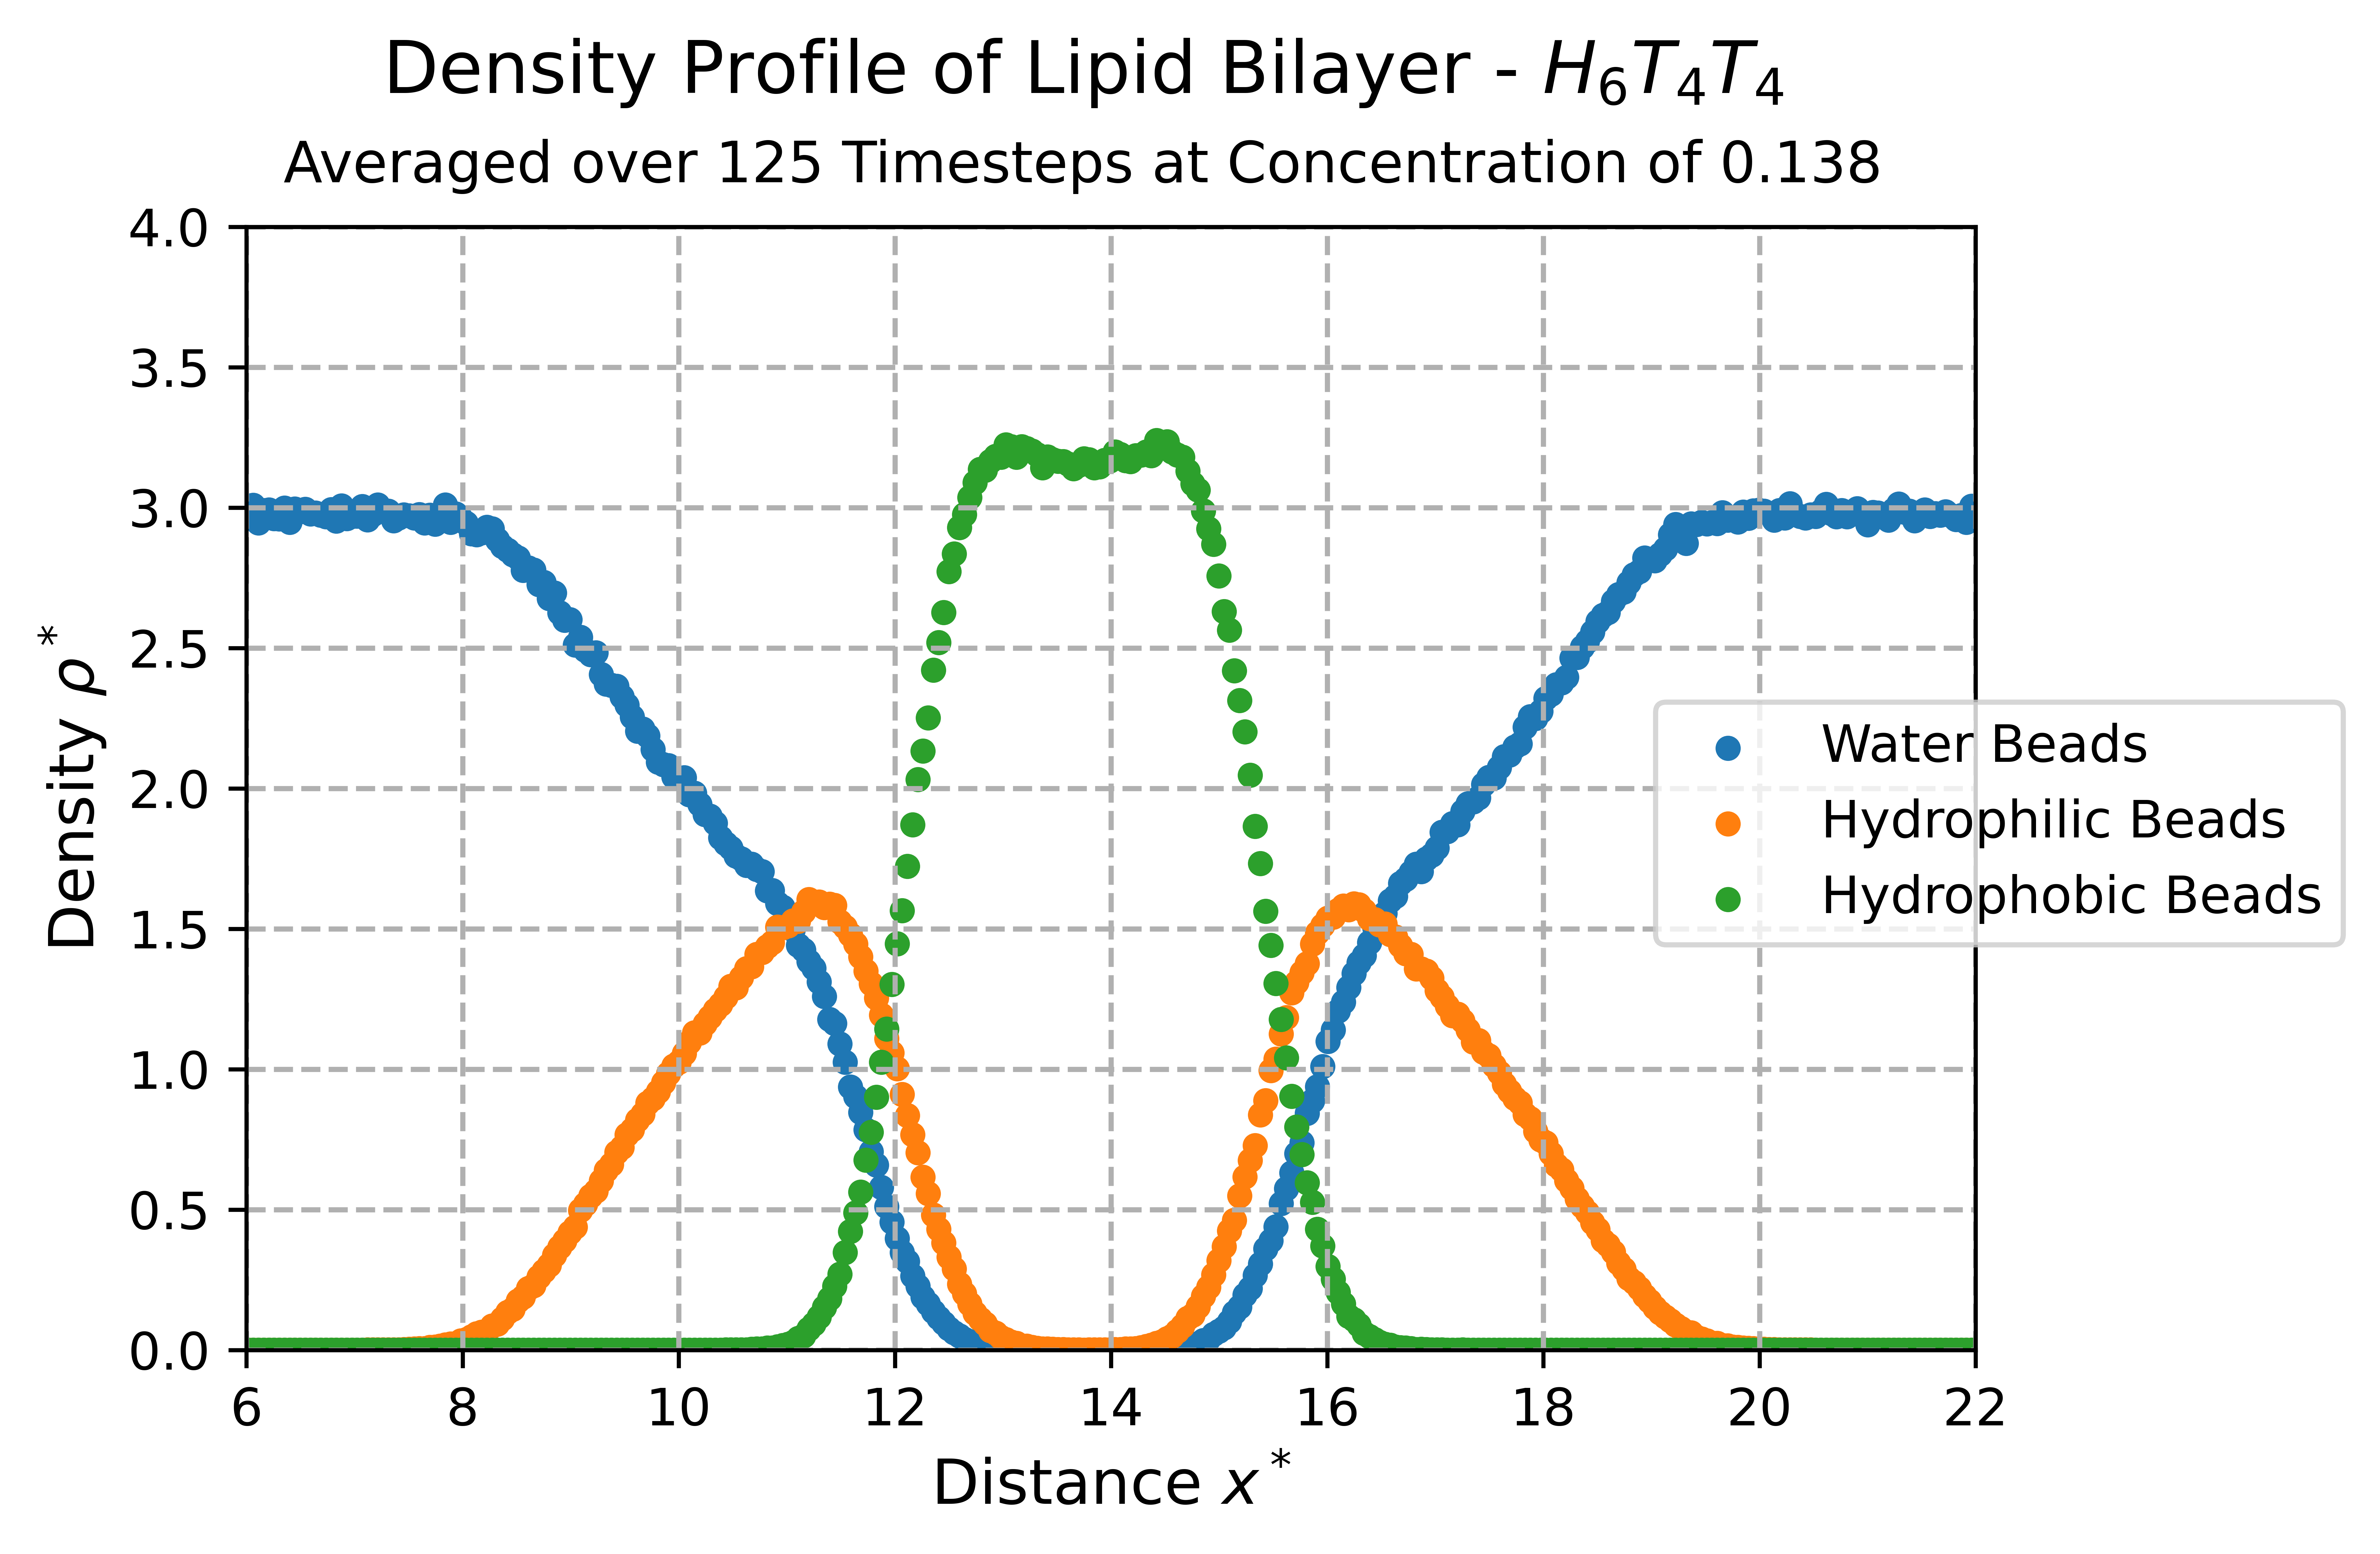 Density Profile of Lipid Bilayer - H₆T₄T₄
Averaged over 125 Timesteps at Concentration of 0.138
4.0
3.5
3.0
2.5
2.0
1.5
1.0
0.5
0.0
Density ρ*
Water Beads
Hydrophilic Beads
Hydrophobic Beads
6 8 10 12 14 16 18 20 22
Distance x*